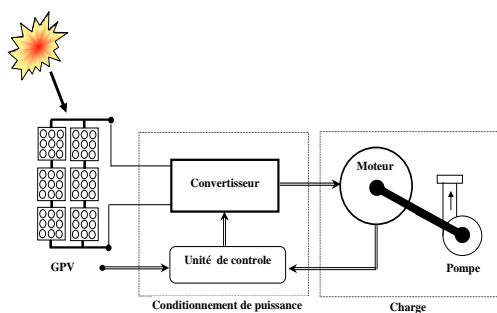 Convertisseur
Moteur
Unité de controle
GPV
Pompe
Conditionnement de puissance
Charge